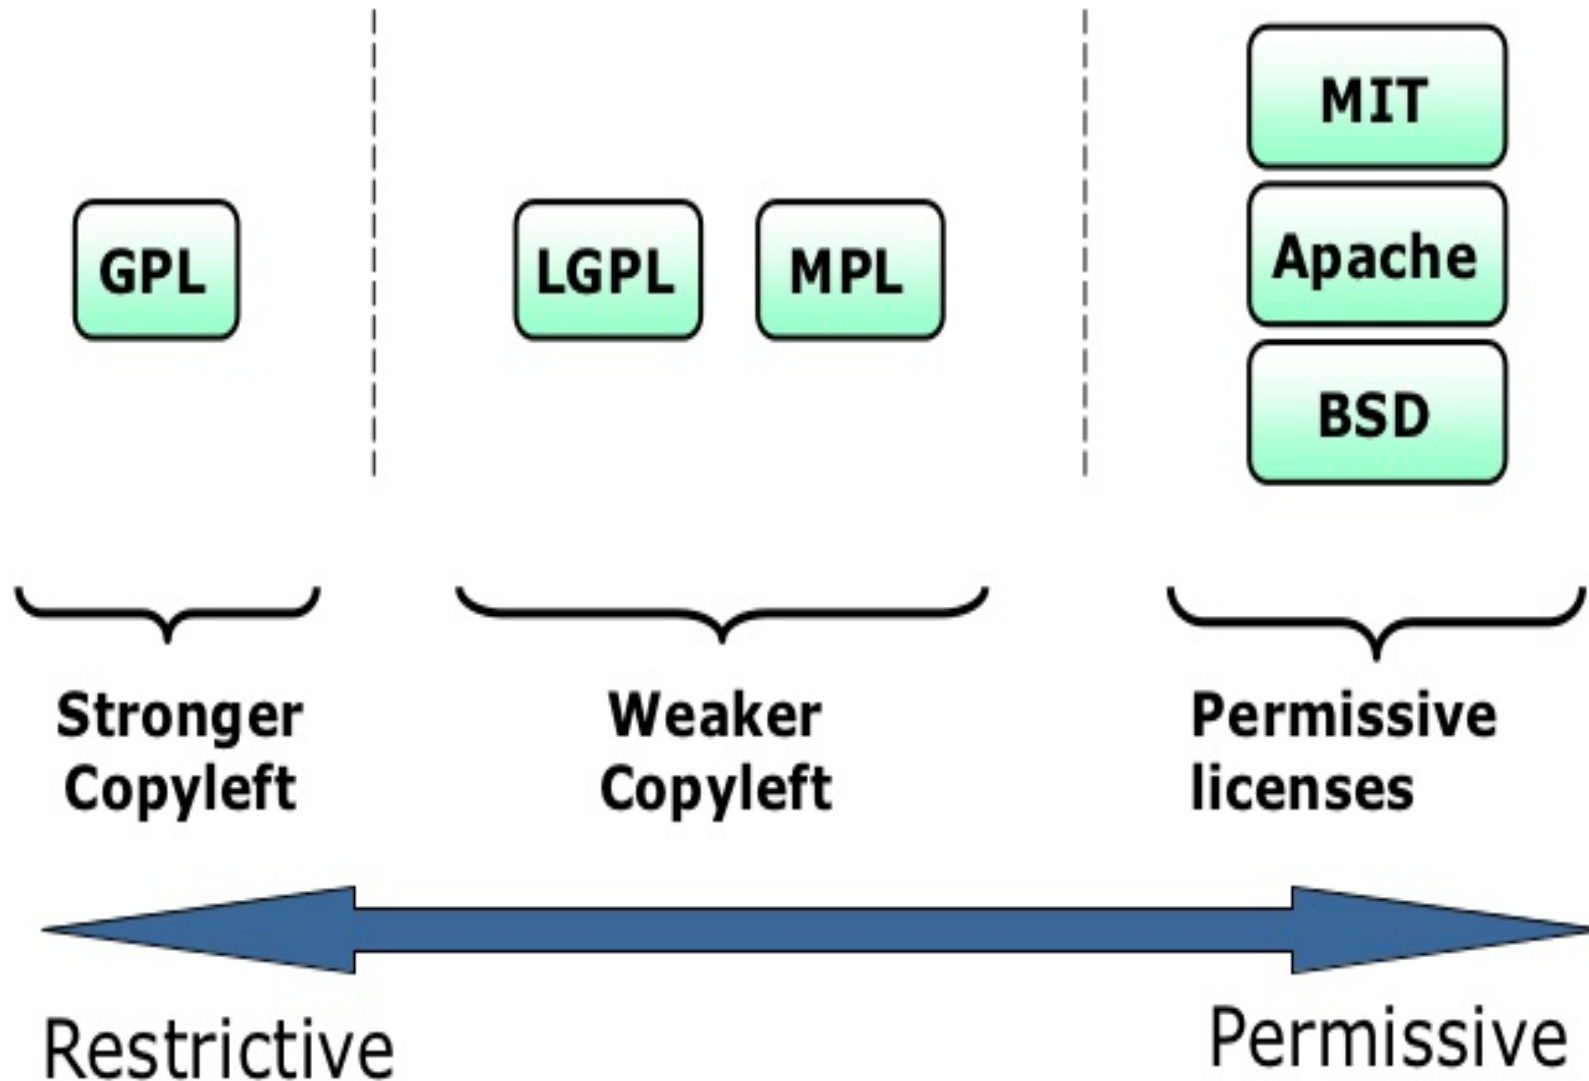 MIT
GPL
LGPL
MPL
Apache
BSD
Stronger
Copyleft
Weaker
Copyleft
Permissive
licenses
Restrictive
Permissive